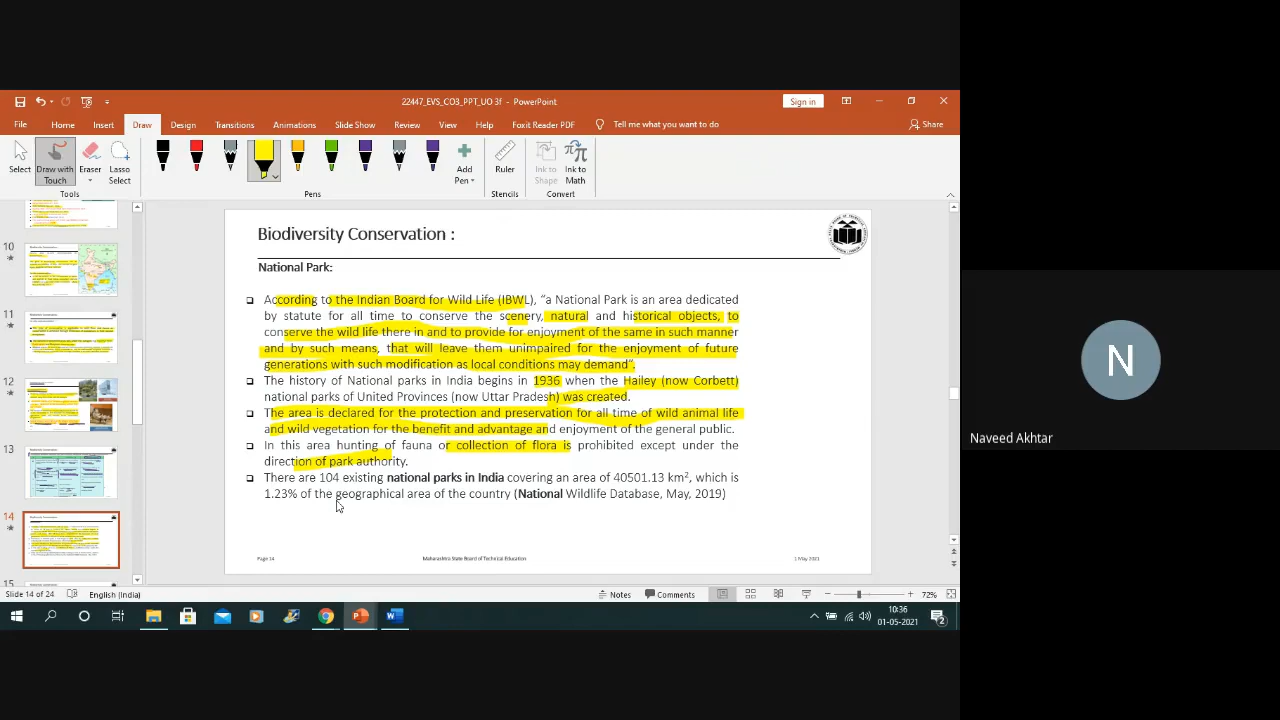 22447_EVS_CO3_PPT_UO 3f - PowerPoint
Sign in
File Home Insert Draw Design Transitions Animations Slide Show Review View Help Foxit Reader PDF Tell me what you want to do Share
Select
Draw with Touch
Eraser
Lasso Select
Add Pen
Ruler
Ink to Shape
Ink to Math
Tools Pens Stencils Convert
10
11
12
13
14
15
Biodiversity Conservation :
National Park:
According to the Indian Board for Wild Life (IBWL), “a National Park is an area dedicated
by statute for all time to conserve the scenery, natural and historical objects, to
conserve the wild life there in and to provide for enjoyment of the same in such manner
and by such means, that will leave them unimpaired for the enjoyment of future
generations with such modification as local conditions may demand”.
The history of National parks in India begins in 1936 when the Hailey (now Corbett)
national parks of United Provinces (now Uttar Pradesh) was created.
The area is declared for the protection and preservation for all time of wild animal life
and wild vegetation for the benefit and advantage and enjoyment of the general public.
In this area hunting of fauna or collection of flora is prohibited except under the
direction of park authority.
There are 104 existing national parks in India covering an area of 40501.13 km², which is
1.23% of the geographical area of the country (National Wildlife Database, May, 2019)
Page 14 Maharashtra State Board of Technical Education 1 May 2021
Slide 14 of 24 English (India) Notes Comments 72%
10:36
01-05-2021
2
N
Naveed Akhtar